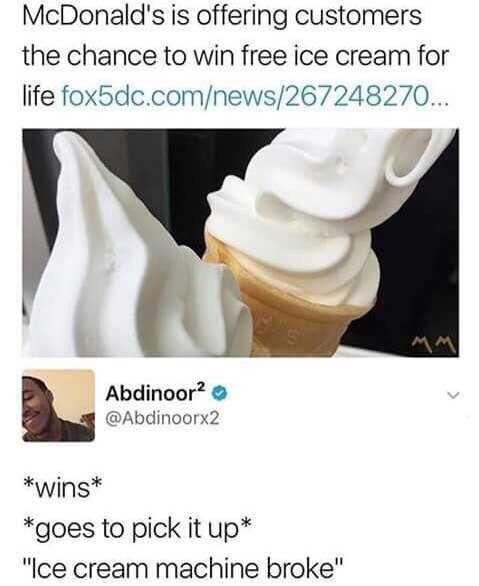 McDonald's is offering customers
the chance to win free ice cream for
life fox5dc.com/news/267248270...
Abdinoor²
@Abdinoorx2
*wins*
*goes to pick it up*
"Ice cream machine broke"